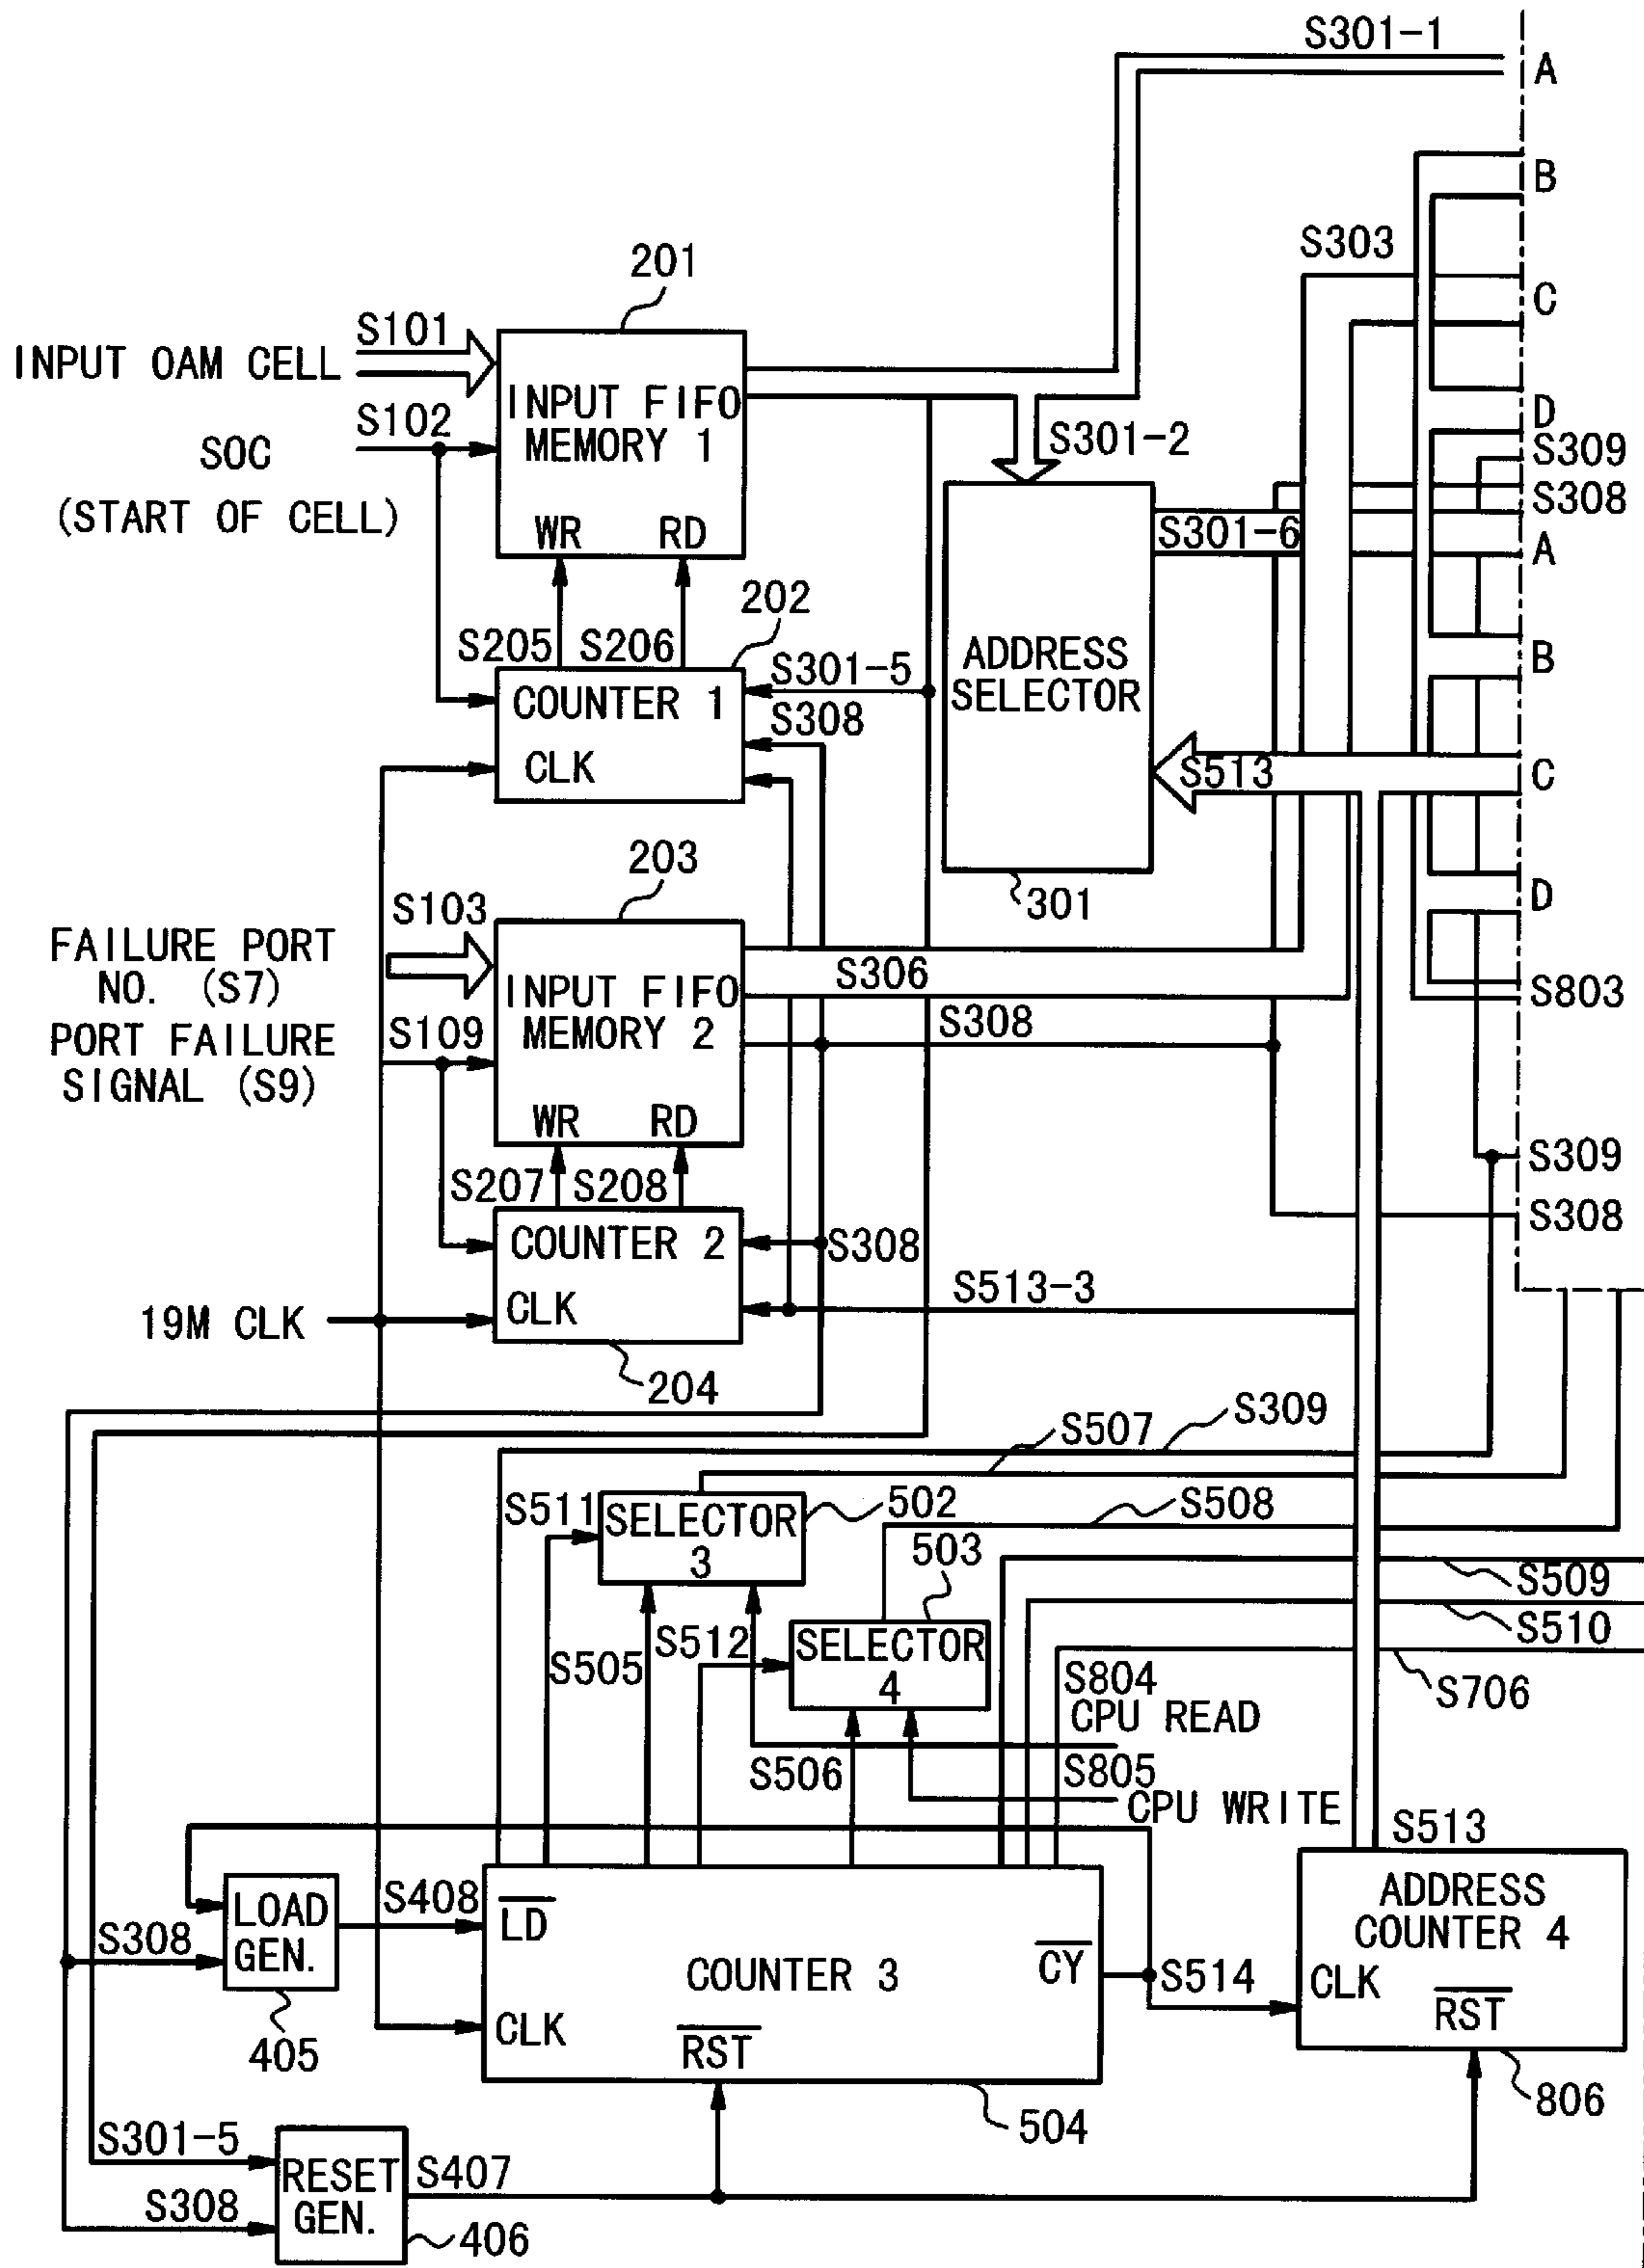 S301-1
A
B
S303
C
201
S101
INPUT OAM CELL
INPUT FIFO
MEMORY 1
S102
SOC
(START OF CELL)
S301-2
D
S309
S308
WR
RD
S301-6
A
202
S205
S206
S301-5
ADDRESS
SELECTOR
B
COUNTER 1
S308
CLK
S513
C
203
S103
301
D
FAILURE PORT
NO. (S7)
S306
INPUT FIFO
MEMORY 2
S803
PORT FAILURE
SIGNAL (S9)
S109
S308
WR
RD
S309
S207
S208
S308
COUNTER 2
S308
CLK
S513-3
19M CLK
204
S507
S309
S511
SELECTOR
3
502
S508
503
S509
S510
S505
S512
SELECTOR
4
S804
CPU READ
S706
S506
S805
CPU WRITE
S513
LOAD
GEN.
S408
LD
ADDRESS
COUNTER 4
S308
COUNTER 3
CY
S514
CLK
CLK
RST
RST
405
504
806
S301-5
RESET
GEN.
S407
S308
406